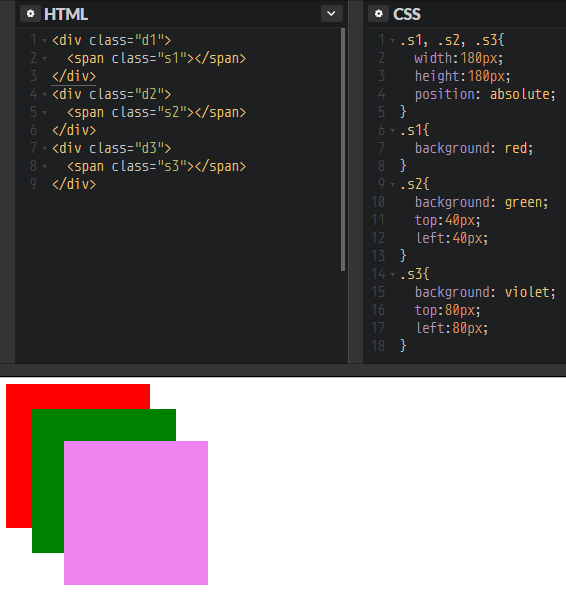 HTML
1 <div class="d1">
2   <span class="s1"></span>
3 </div>
4 <div class="d2">
5   <span class="s2"></span>
6 </div>
7 <div class="d3">
8   <span class="s3"></span>
9 </div>
CSS
1 .s1, .s2, .s3{
2   width:180px;
3   height:180px;
4   position: absolute;
5 }
6 .s1{
7   background: red;
8 }
9 .s2{
10   background: green;
11   top:40px;
12   left:40px;
13 }
14 .s3{
15   background: violet;
16   top:80px;
17   left:80px;
18 }